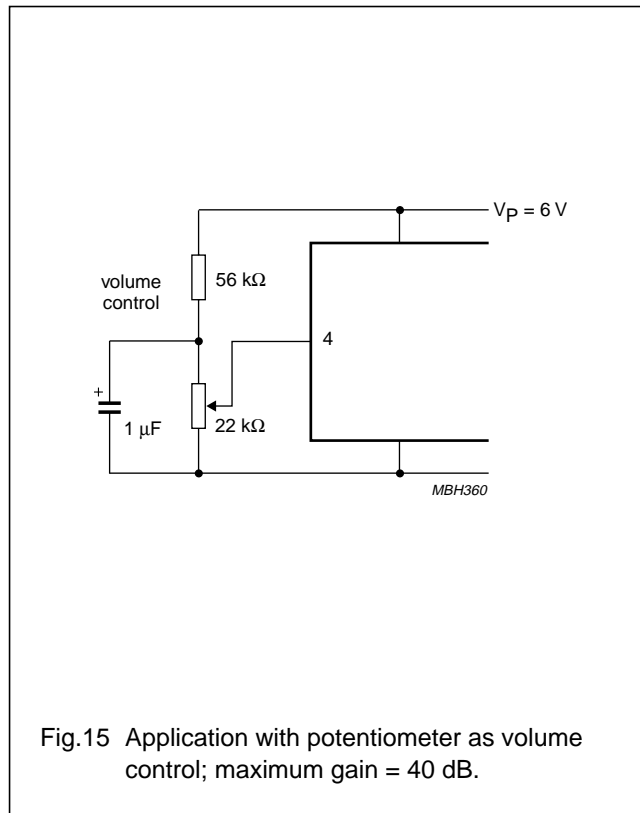 V_P = 6 V
volume
control
56 kΩ
4
+
1 μF
22 kΩ
MBH360
Fig.15 Application with potentiometer as volume
control; maximum gain = 40 dB.